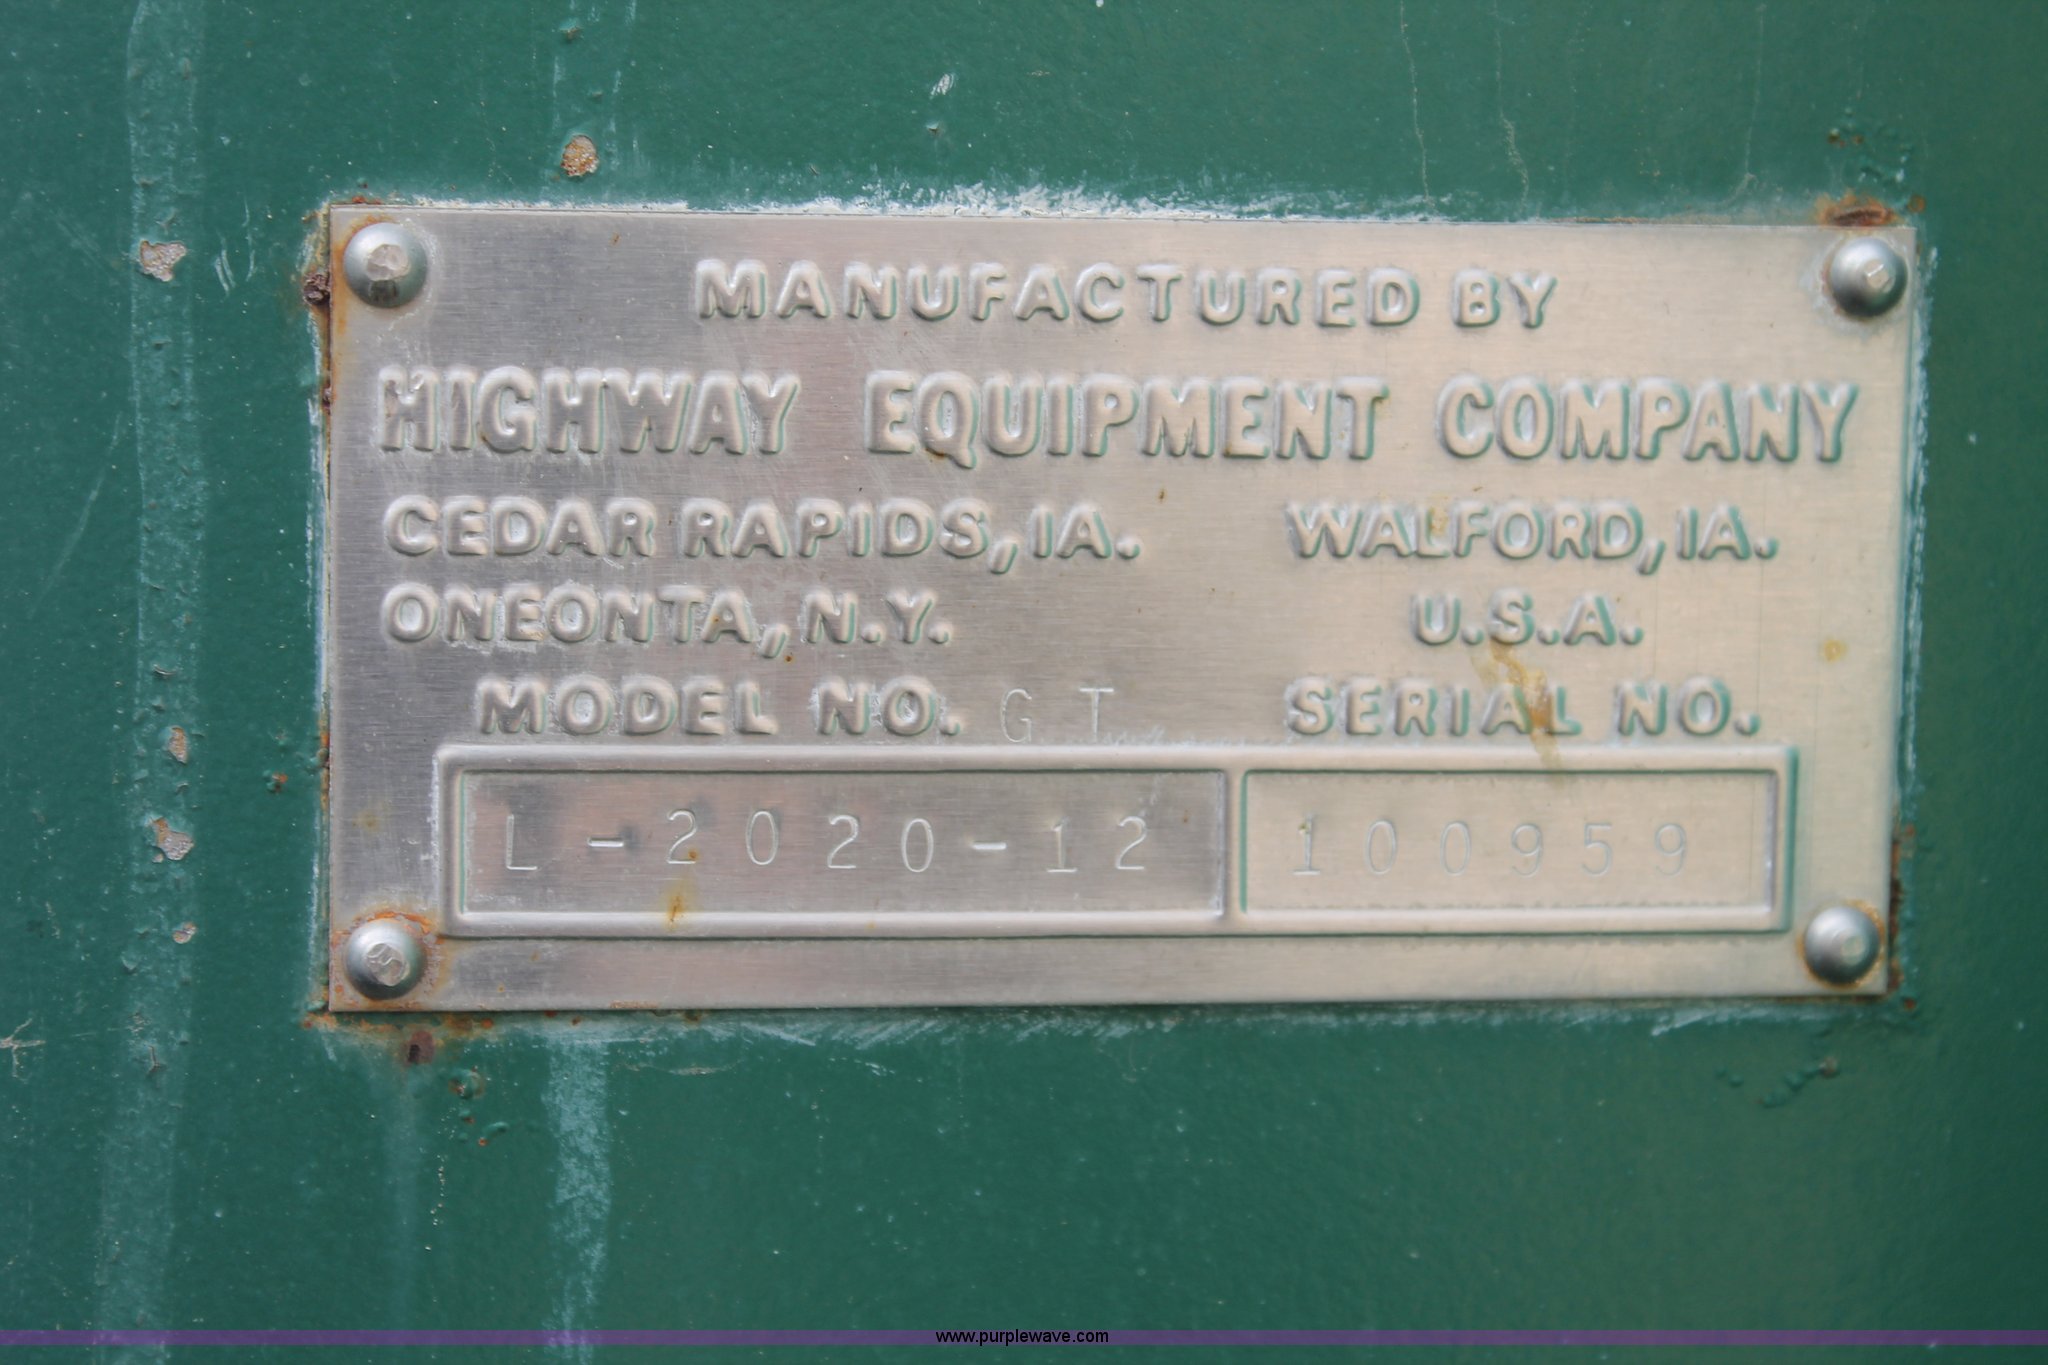 MANUFACTURED BY
HIGHWAY EQUIPMENT COMPANY
CEDAR RAPIDS, IA. WALFORD, IA.
ONEONTA, N.Y. U.S.A.
MODEL NO. GT SERIAL NO.
L-2020-12 100959
www.purplewave.com